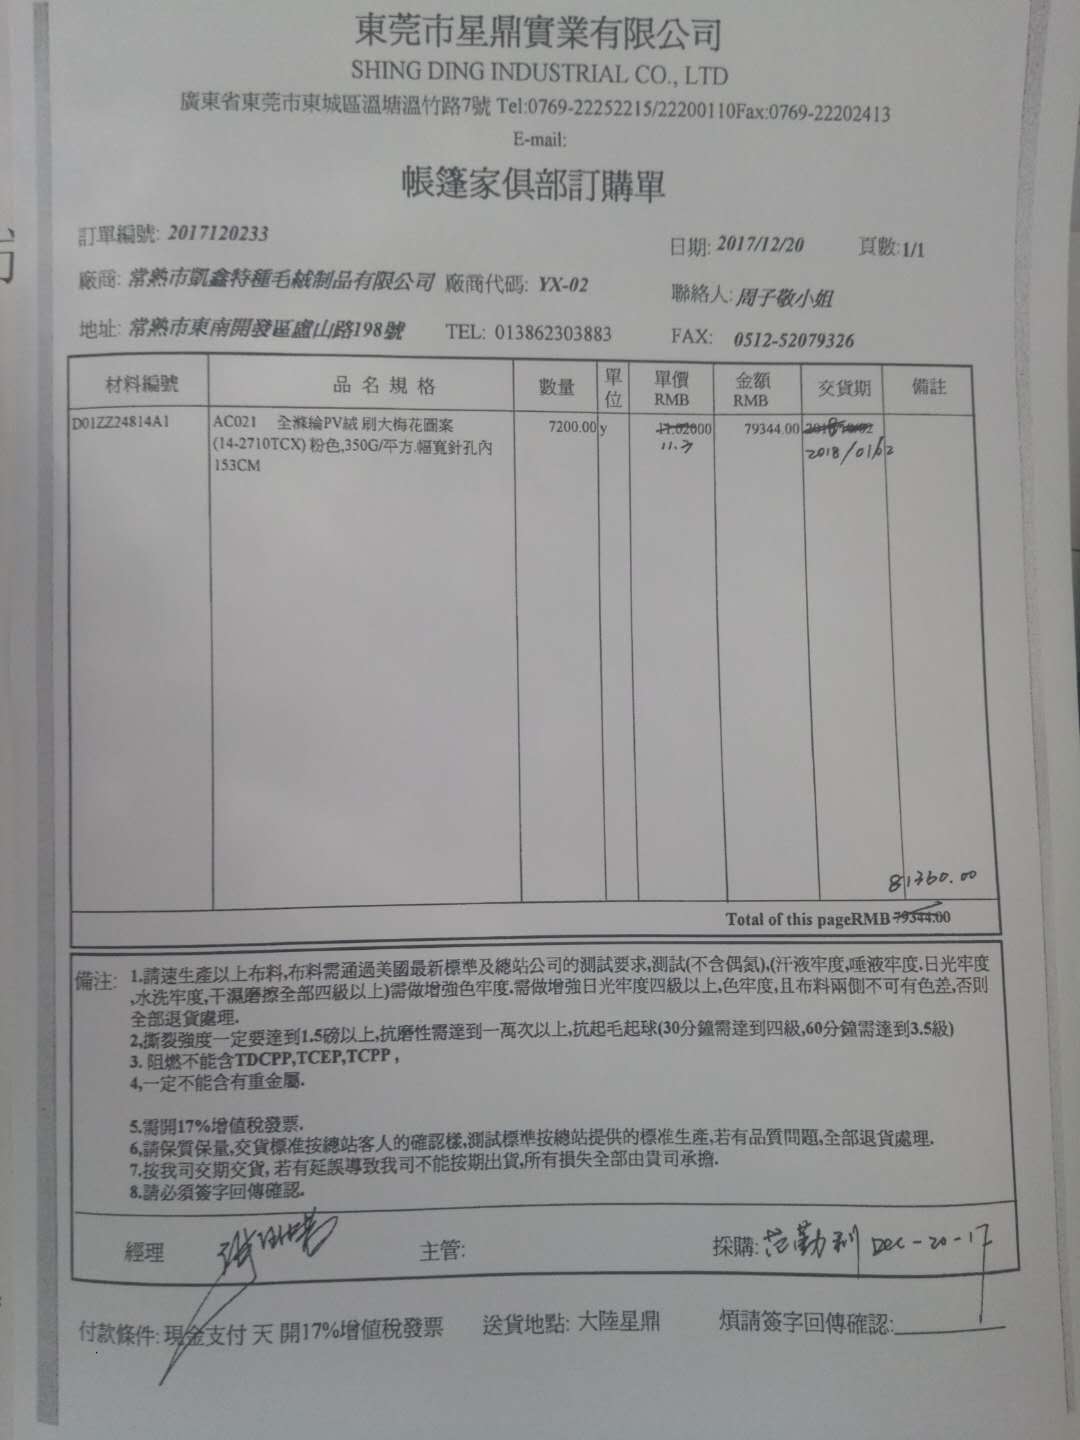 東莞市星鼎實業有限公司
SHING DING INDUSTRIAL CO., LTD
廣東省東莞市東城區溫塘溫竹路7號 Tel:0769-22252215/22200110Fax:0769-22202413
E-mail:
帳篷家俱部訂購單
訂單編號: 2017120233 日期: 2017/12/20 頁數:1/1
廠商: 常熟市凱鑫特種毛絨制品有限公司 廠商代碼: YX-02 聯絡人: 周子敬小姐
地址: 常熟市東南開發區盧山路198號 TEL: 013862303883 FAX: 0512-52079326
材料編號 品名規格 數量 單位 單價 RMB 金額 RMB 交貨期 備註
D01ZZ24814A1 AC021 全滌綸PV絨 刷大梅花圖案 7200.00 y 11.02000 79344.00
(14-2710TCX) 粉色,350G/平方.幅寬針孔內 11.3 2018/01/02
153CM
81360.00
Total of this pageRMB 79344.00
備注: 1.請速生產以上布料,布料需通過美國最新標準及總站公司的測試要求,測試(不含偶氮),(汗液牢度,唾液牢度.日光牢度
,水洗牢度,干濕磨擦全部四級以上)需做增強色牢度.需做增強日光牢度四級以上,色牢度,且布料兩側不可有色差,否則
全部退貨處理.
2,撕裂強度一定要達到1.5磅以上,抗磨性需達到一萬次以上,抗起毛起球(30分鐘需達到四級,60分鐘需達到3.5級)
3. 阻燃不能含TDCPP,TCEP,TCPP ,
4,一定不能含有重金屬.
5.需開17%增值稅發票.
6,請保質保量,交貨標准按總站客人的確認樣,測試標準按總站提供的標准生產,若有品質問題,全部退貨處理.
7.按我司交期交貨, 若有延誤導致我司不能按期出貨,所有損失全部由貴司承擔.
8.請必須簽字回傳確認.
經理 主管: 採購: 范勤利 Dec-20-17
付款條件: 現金支付 天 開17%增值稅發票 送貨地點: 大陸星鼎 煩請簽字回傳確認: